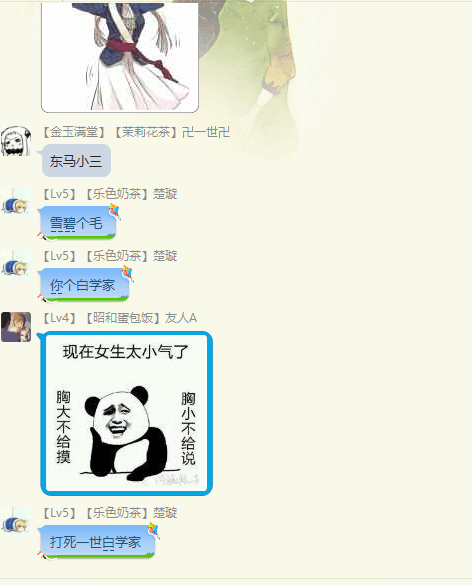 【金玉满堂】【茉莉花茶】卍一世卍
东马小三
【Lv5】【乐色奶茶】楚璇
雪碧个毛
【Lv5】【乐色奶茶】楚璇
你个白学家
【Lv4】【昭和蛋包饭】友人A
现在女生太小气了
胸大不给摸
胸小不给说
【Lv5】【乐色奶茶】楚璇
打死一世白学家